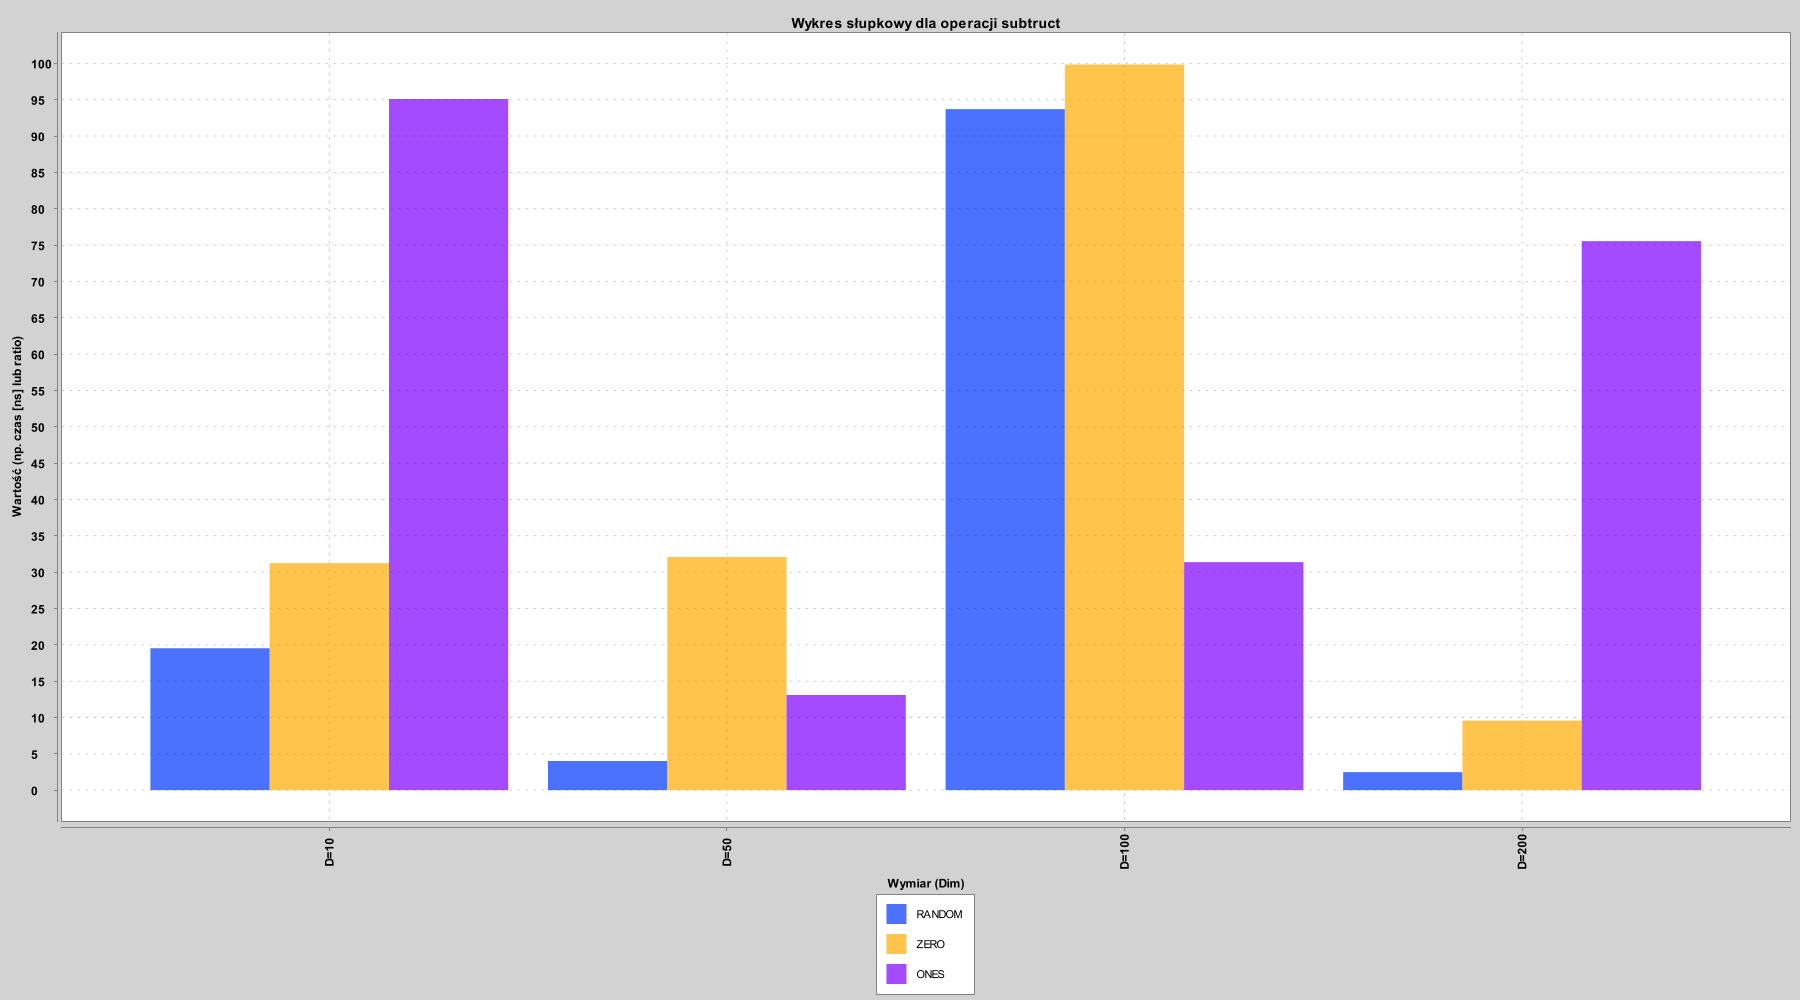 Wykres słupkowy dla operacji subtruct
Wartość (np. czas [ns] lub ratio)
100
95
90
85
80
75
70
65
60
55
50
45
40
35
30
25
20
15
10
5
0
D=10
D=50
D=100
D=200
Wymiar (Dim)
RANDOM
ZERO
ONES